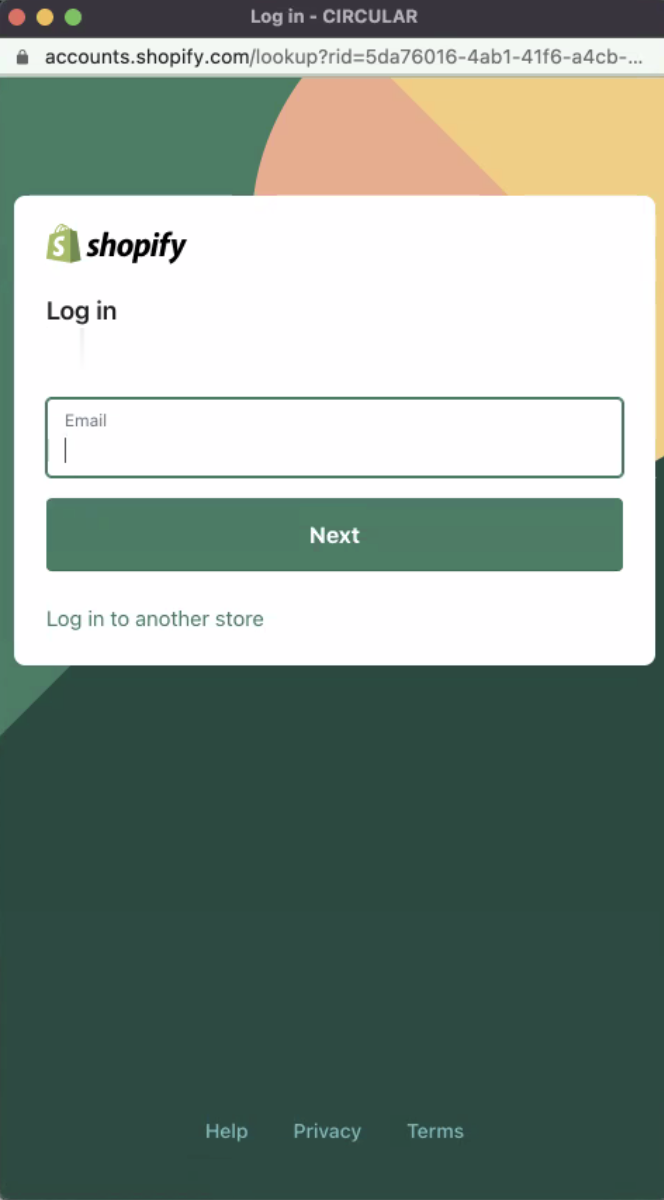 Log in - CIRCULAR
accounts.shopify.com/lookup?rid=5da76016-4ab1-41f6-a4cb-...
shopify
Log in
Email
Next
Log in to another store
Help Privacy Terms